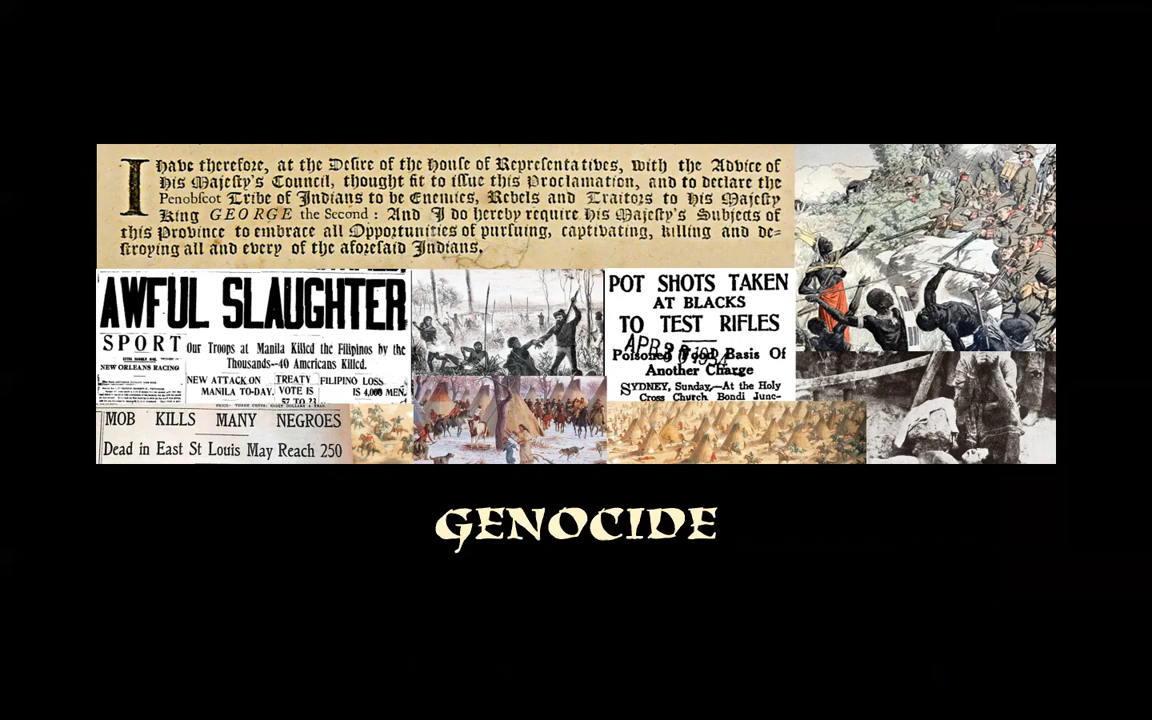 I Have therefore, at the Desire of the House of Representatives, with the Advice of
His Majesty's Council, thought fit to issue this Proclamation, and to declare the
Penobscot Tribe of Indians to be Enemies, Rebels and Traitors to His Majesty
King GEORGE the Second: And I do hereby require His Majesty's Subjects of
this Province to embrace all Opportunities of pursuing, captivating, killing and de=
stroying all and every of the aforesaid Indians.
AWFUL SLAUGHTER
SPORT
NEW ORLEANS RACING
Our Troops at Manila Killed the Filipinos by the
Thousands--40 Americans Killed.
NEW ATTACK ON
MANILA TO-DAY.
TREATY
VOTE IS
57 TO 
FILIPINO LOSS
IS 4,000 MEN.
POT SHOTS TAKEN
AT BLACKS
TO TEST RIFLES
APR 1934
Poisoned Food Basis Of
Another Charge
SYDNEY, Sunday.—At the Holy
Cross Church, Bondi Junc-
MOB KILLS MANY NEGROES
Dead in East St Louis May Reach 250
GENOCIDE